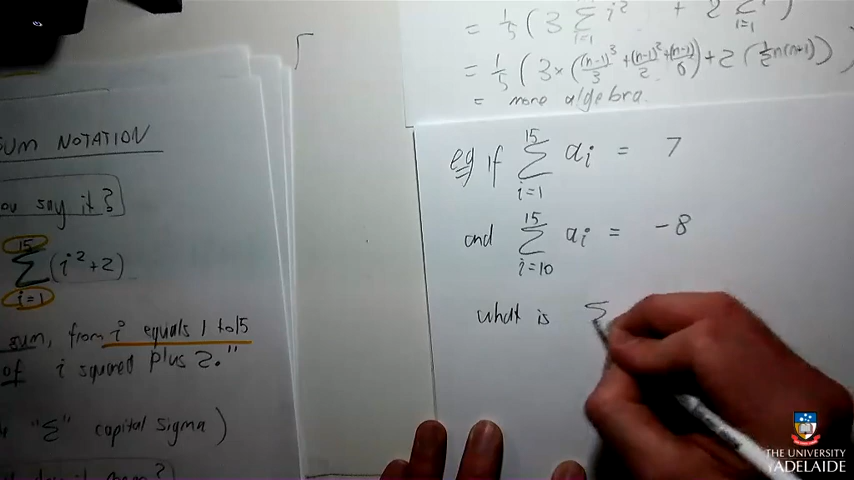 SUM NOTATION
ou say it?
15
Σ (i² + 2)
i=1
sum, from i equals 1 to 15
of i squared plus 2."
"Σ" capital sigma)
= 1/5 ( 3 Σ i² + 2 Σ
i=1 i=1
= 1/5 ( 3 × ( (n-1)³/3 + (n-1)²/2 + (n-1)/6 ) + 2 ( 1/2 n(n+1) ) )
= more algebra.
eg if 15 Σ i=1 ai = 7
and 15 Σ i=10 ai = -8
what is Σ
THE UNIVERSITY
of ADELAIDE